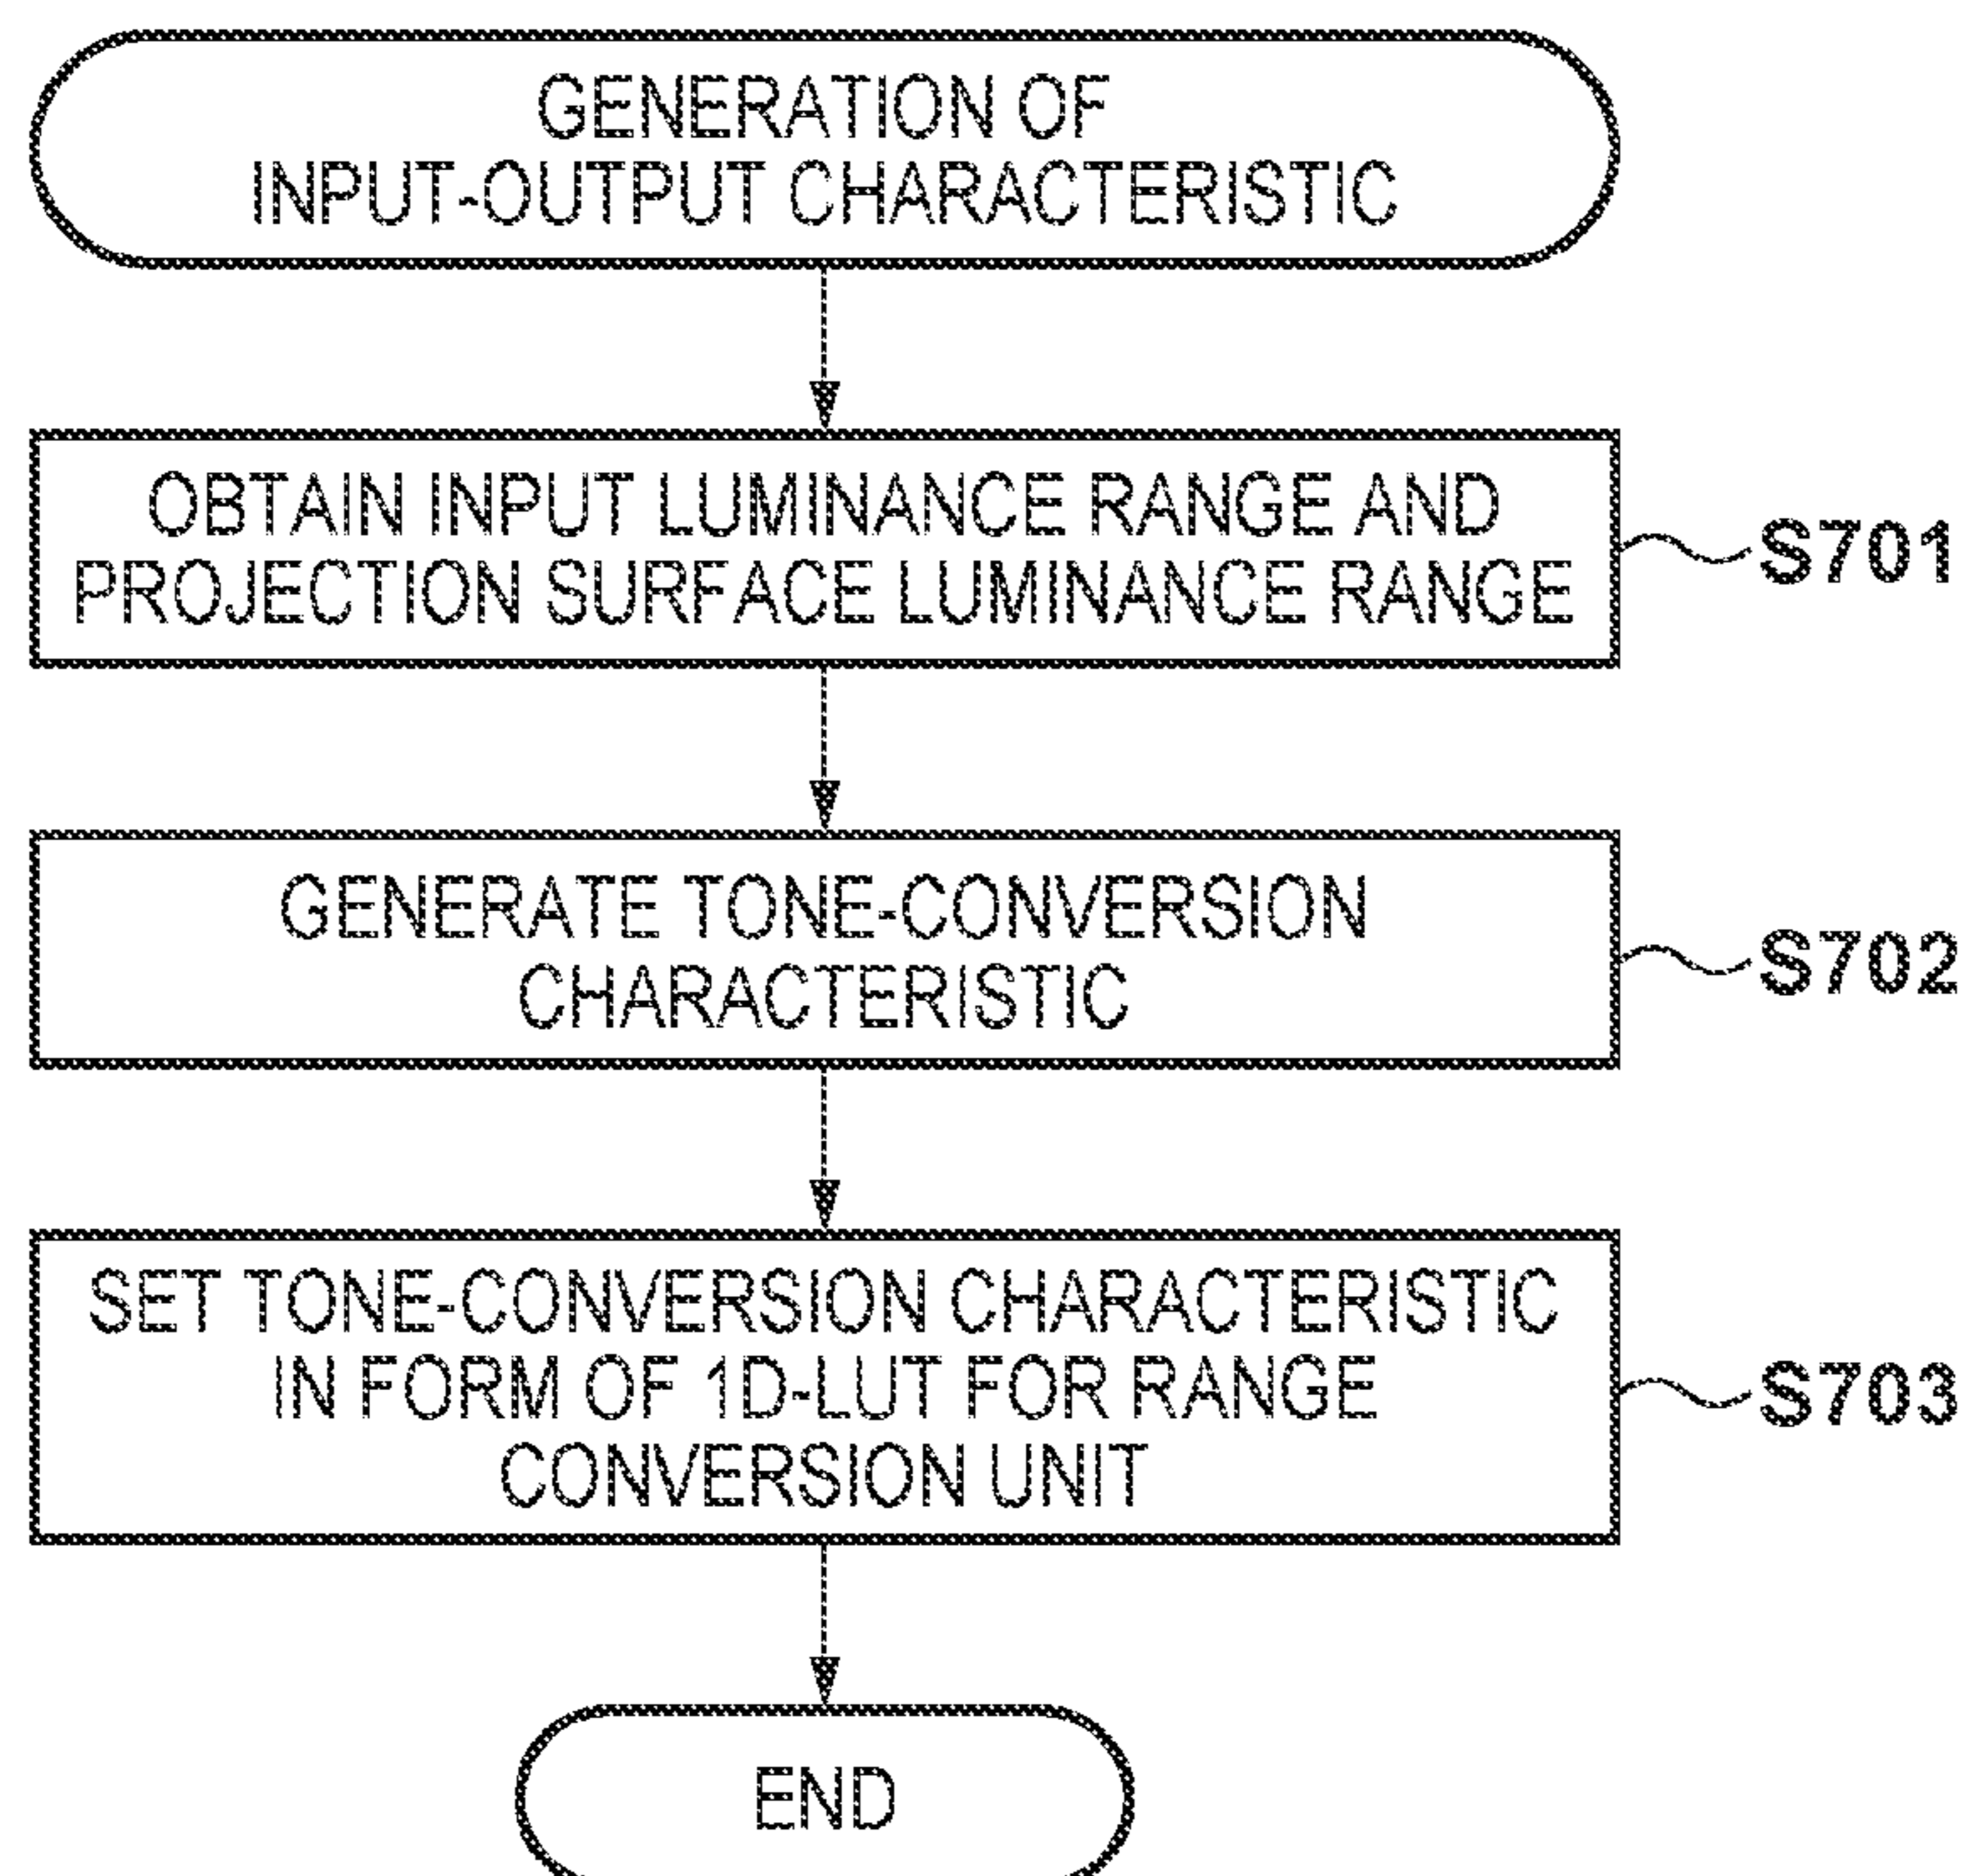 GENERATION OF
INPUT-OUTPUT CHARACTERISTIC
OBTAIN INPUT LUMINANCE RANGE AND
PROJECTION SURFACE LUMINANCE RANGE
S701
GENERATE TONE-CONVERSION
CHARACTERISTIC
S702
SET TONE-CONVERSION CHARACTERISTIC
IN FORM OF 1D-LUT FOR RANGE
CONVERSION UNIT
S703
END